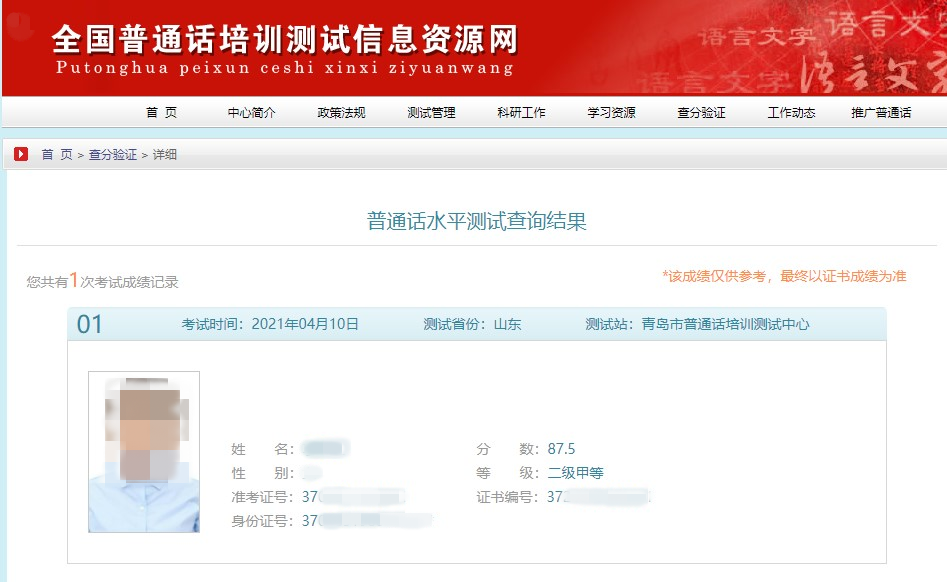 全国普通话培训测试信息资源网
Putonghua peixun ceshi xinxi ziyuanwang
语言文字
语言文
语言文字
语言文字
首 页 中心简介 政策法规 测试管理 科研工作 学习资源 查分验证 工作动态 推广普通话
首 页 > 查分验证 > 详细
普通话水平测试查询结果
您共有1次考试成绩记录 *该成绩仅供参考，最终以证书成绩为准
01 考试时间：2021年04月10日 测试省份：山东 测试站：青岛市普通话培训测试中心
姓 名： 分 数：87.5
性 别： 等 级：二级甲等
准考证号：37 证书编号：37
身份证号：37